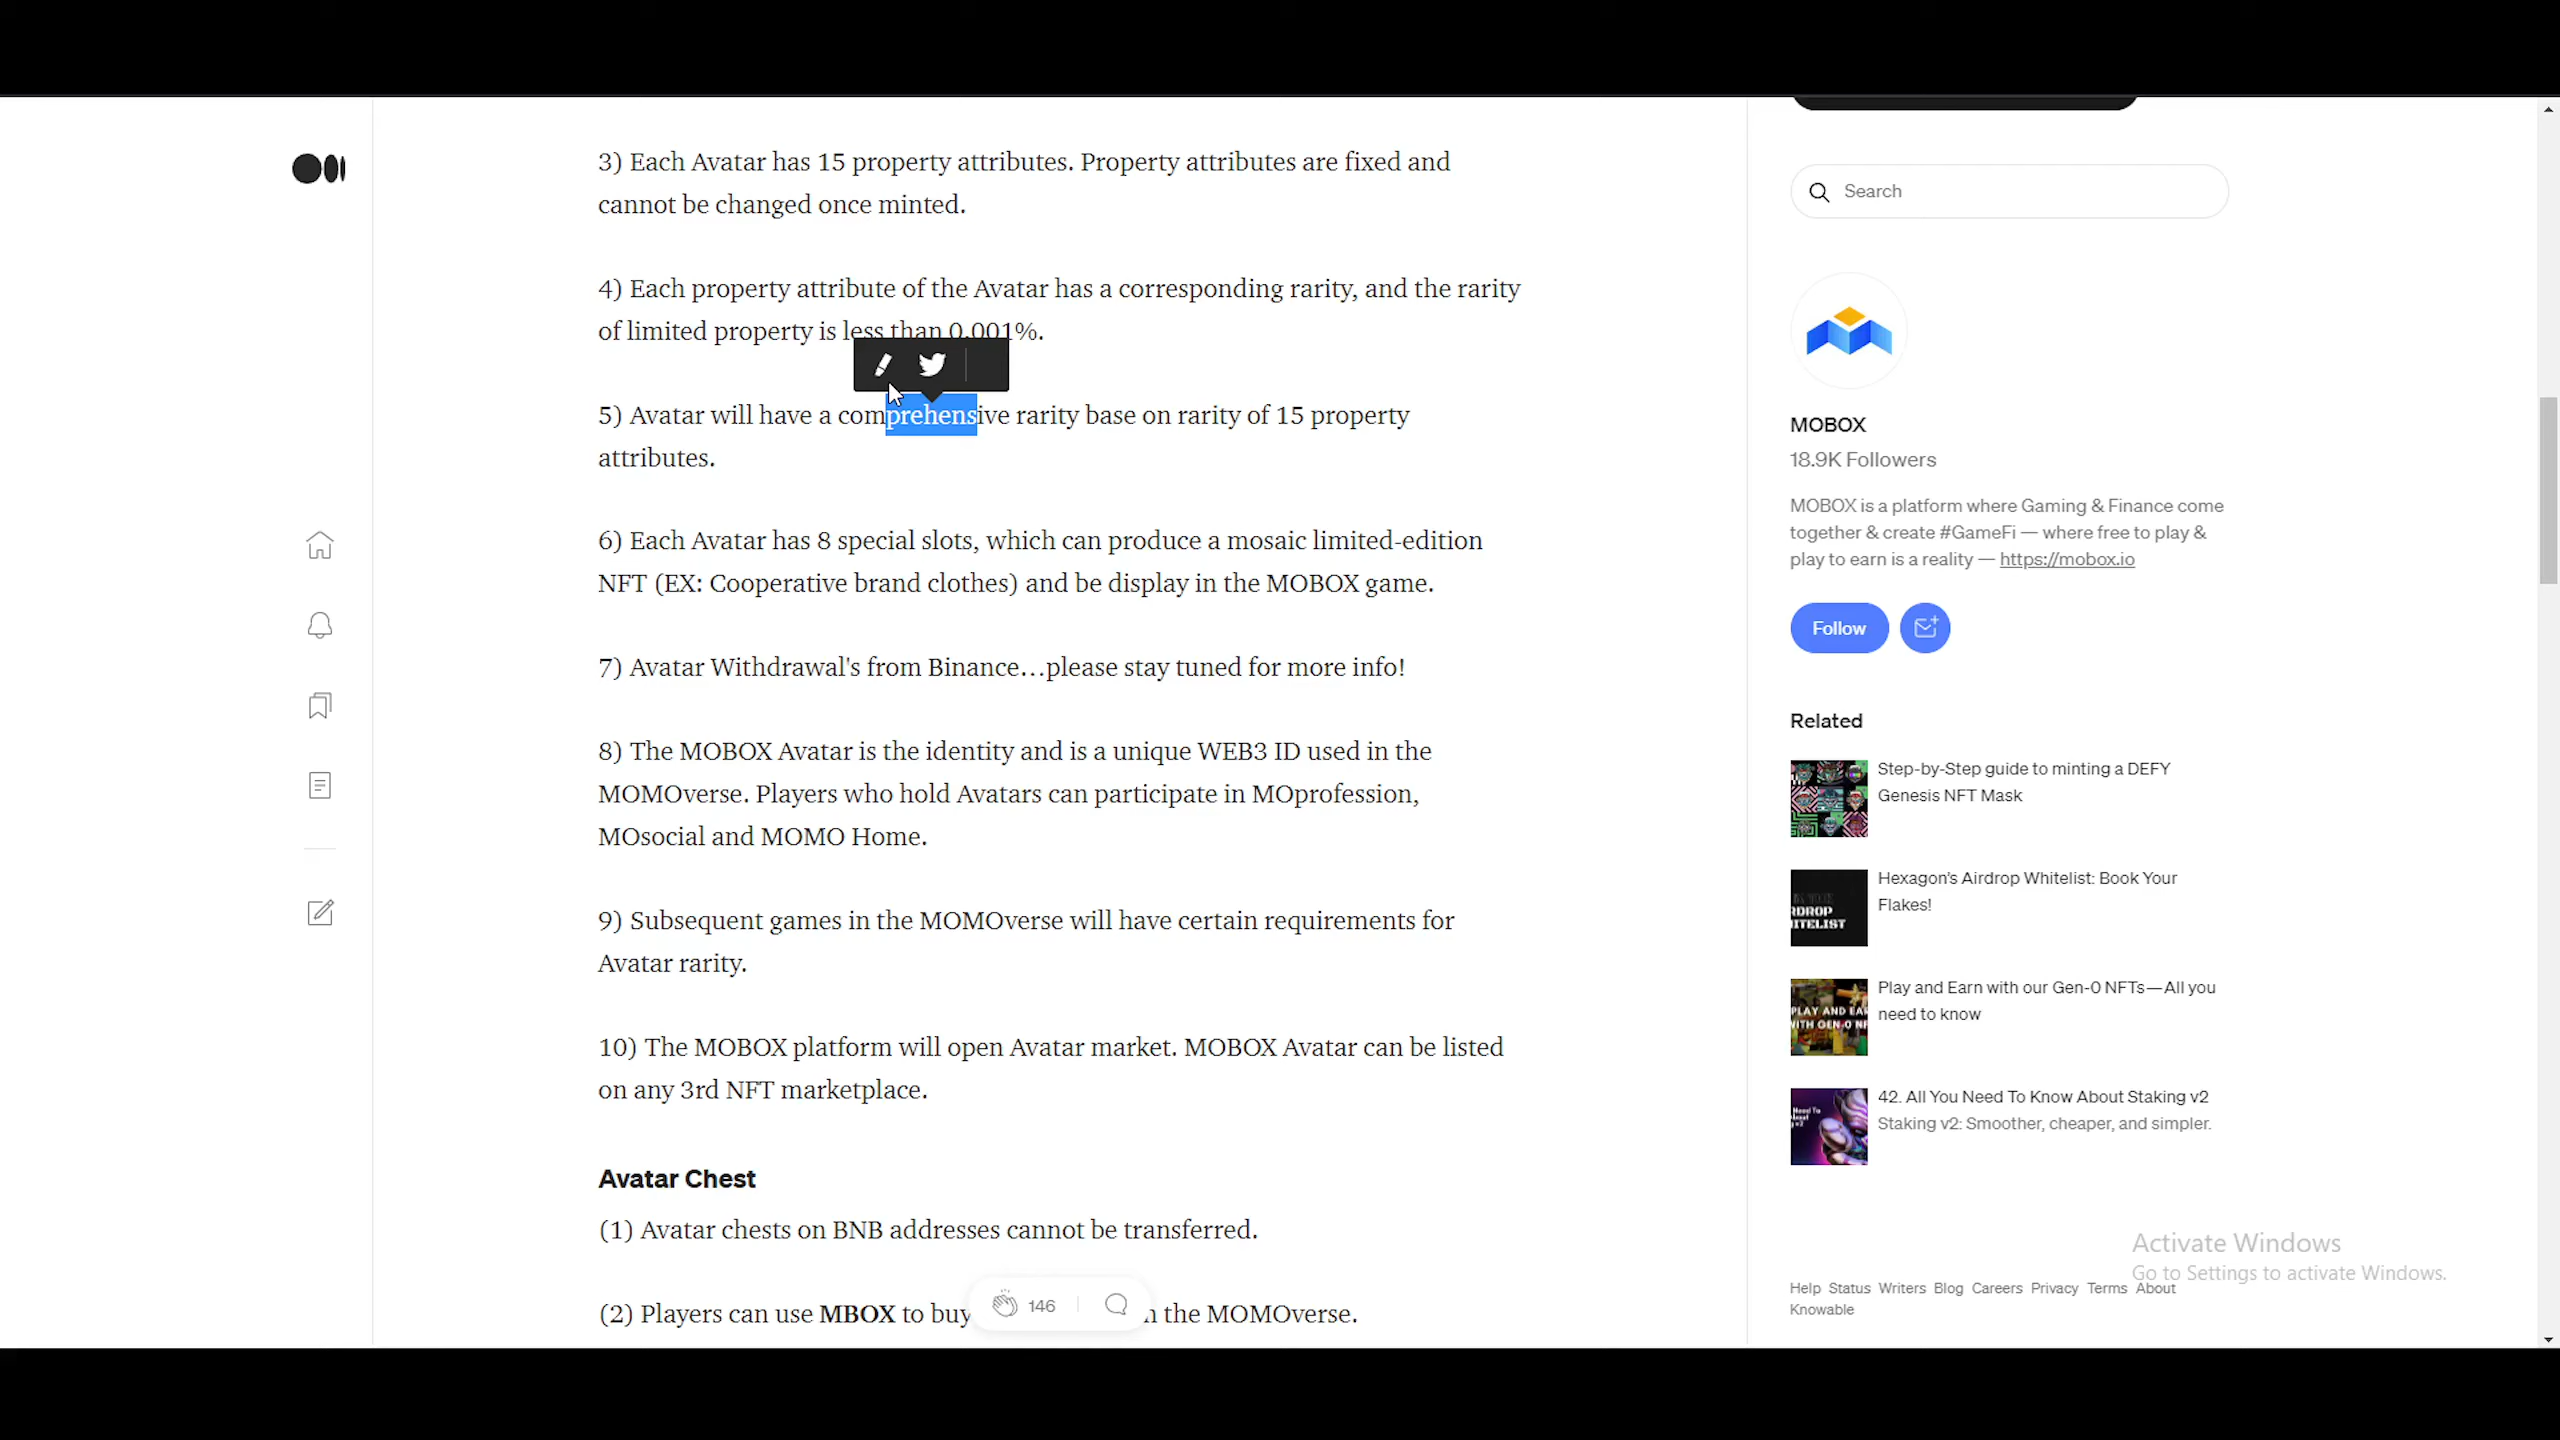 3) Each Avatar has 15 property attributes. Property attributes are fixed and
cannot be changed once minted.
4) Each property attribute of the Avatar has a corresponding rarity, and the rarity
of limited property is less than 0.001%.
5) Avatar will have a comprehensive rarity base on rarity of 15 property
attributes.
6) Each Avatar has 8 special slots, which can produce a mosaic limited-edition
NFT (EX: Cooperative brand clothes) and be display in the MOBOX game.
7) Avatar Withdrawal's from Binance...please stay tuned for more info!
8) The MOBOX Avatar is the identity and is a unique WEB3 ID used in the
MOMOverse. Players who hold Avatars can participate in MOprofession,
MOsocial and MOMO Home.
9) Subsequent games in the MOMOverse will have certain requirements for
Avatar rarity.
10) The MOBOX platform will open Avatar market. MOBOX Avatar can be listed
on any 3rd NFT marketplace.
Avatar Chest
(1) Avatar chests on BNB addresses cannot be transferred.
(2) Players can use MBOX to buy the MOMOverse.
146
Search
MOBOX
18.9K Followers
MOBOX is a platform where Gaming & Finance come
together & create #GameFi — where free to play &
play to earn is a reality — https://mobox.io
Follow
Related
Step-by-Step guide to minting a DEFY
Genesis NFT Mask
RDROP
ITELIST
Hexagon's Airdrop Whitelist: Book Your
Flakes!
PLAY AND EA
WITH GEN-0 NF
Play and Earn with our Gen-0 NFTs—All you
need to know
Need To
42. All You Need To Know About Staking v2
Staking v2: Smoother, cheaper, and simpler.
Activate Windows
Go to Settings to activate Windows.
Help Status Writers Blog Careers Privacy Terms About
Knowable